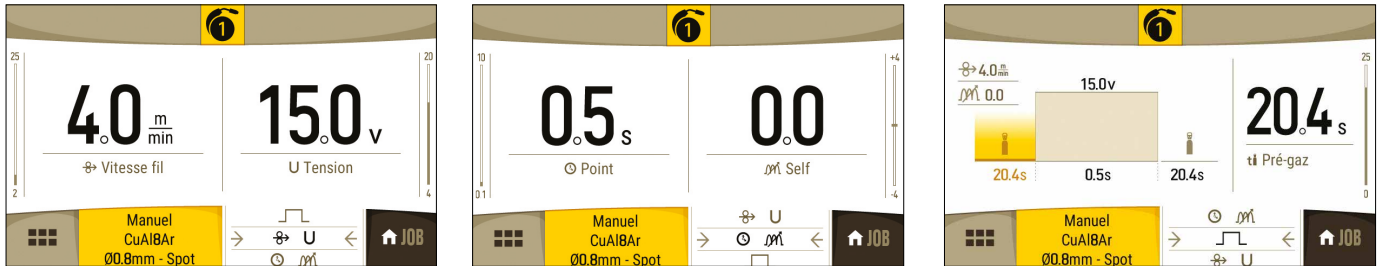 1
25
20
4.0 m/min
15.0 v
Vitesse fil
U Tension
2
4
Manuel
CuAl8Ar
Ø0.8mm - Spot
U
JOB
1
10
+4
0.5 s
0.0
Point
Self
0.1
-4
Manuel
CuAl8Ar
Ø0.8mm - Spot
U
JOB
1
25
4.0 m/min
0.0
15.0v
20.4 s
Pré-gaz
20.4s
0.5s
20.4s
0
Manuel
CuAl8Ar
Ø0.8mm - Spot
U
JOB